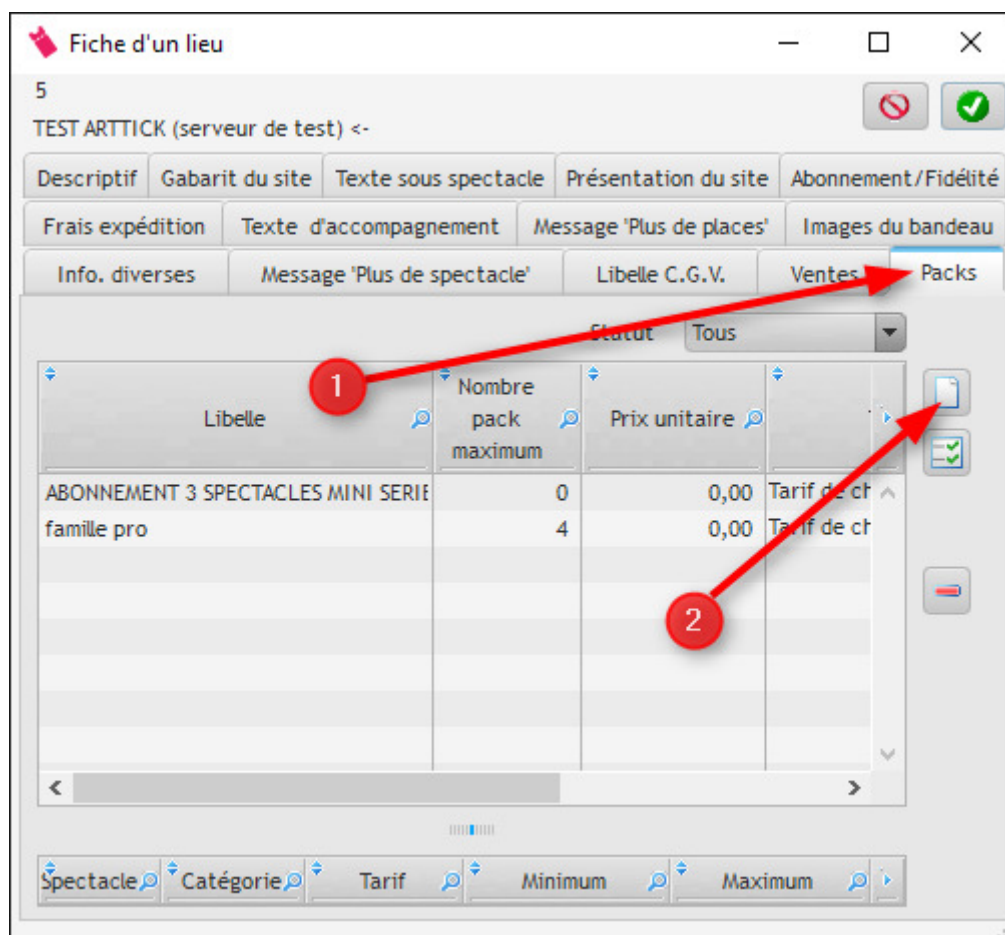 Fiche d'un lieu
5
TEST ARTTICK (serveur de test) <-
Descriptif Gabarit du site Texte sous spectacle Présentation du site Abonnement/Fidélité
Frais expédition Texte d'accompagnement Message 'Plus de places' Images du bandeau
Info. diverses Message 'Plus de spectacle' Libelle C.G.V. Ventes Packs
Statut Tous
1
Libelle
Nombre
pack
maximum
Prix unitaire
ABONNEMENT 3 SPECTACLES MINI SERIE 0 0,00 Tarif de ch
famille pro 4 0,00 Tarif de ch
2
Spectacle Catégorie Tarif Minimum Maximum